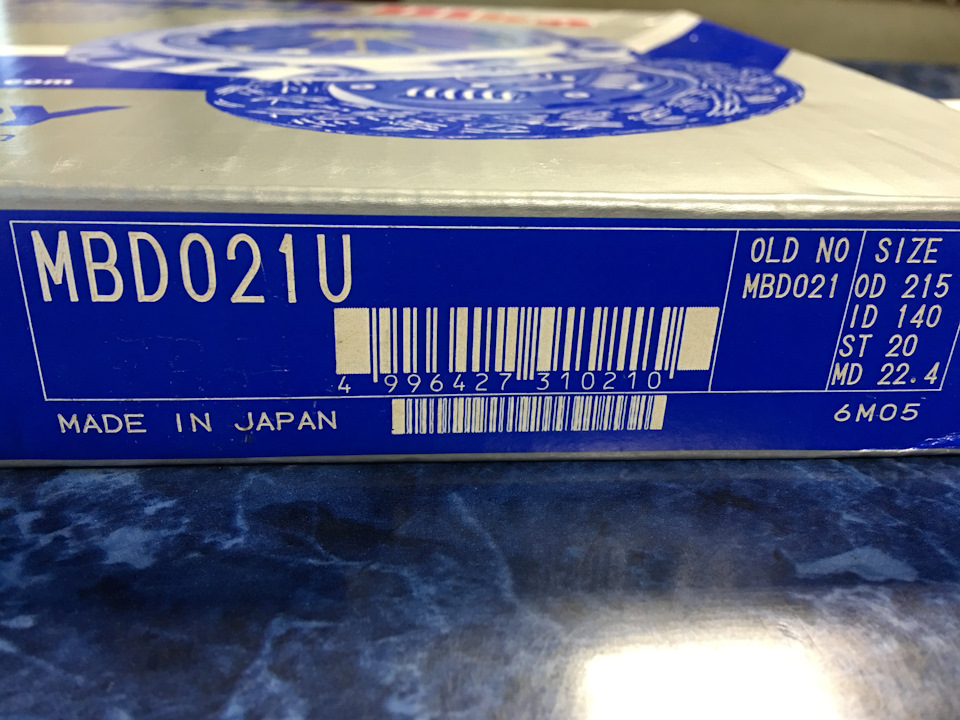 .com
MBD021U
OLD NO
MBD021
SIZE
OD 215
ID 140
ST 20
MD 22.4
4 996427 310210
MADE IN JAPAN
6M05